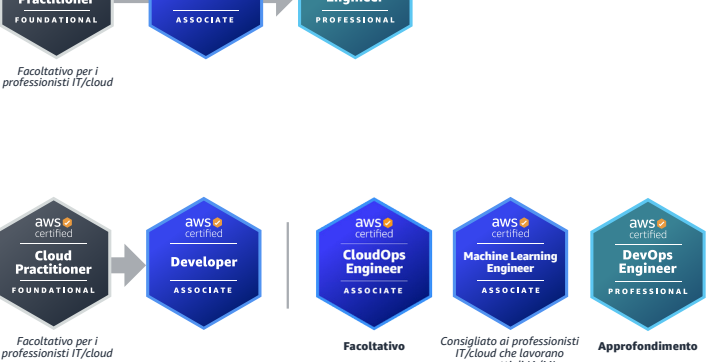 Practitioner
Engineer
FOUNDATIONAL
ASSOCIATE
PROFESSIONAL
Facoltativo per i
professionisti IT/cloud
aws
certified
Cloud
Practitioner
FOUNDATIONAL
aws
certified
Developer
ASSOCIATE
aws
certified
CloudOps
Engineer
ASSOCIATE
aws
certified
Machine Learning
Engineer
ASSOCIATE
aws
certified
DevOps
Engineer
PROFESSIONAL
Facoltativo per i
professionisti IT/cloud
Facoltativo
Consigliato ai professionisti
IT/cloud che lavorano
Approfondimento